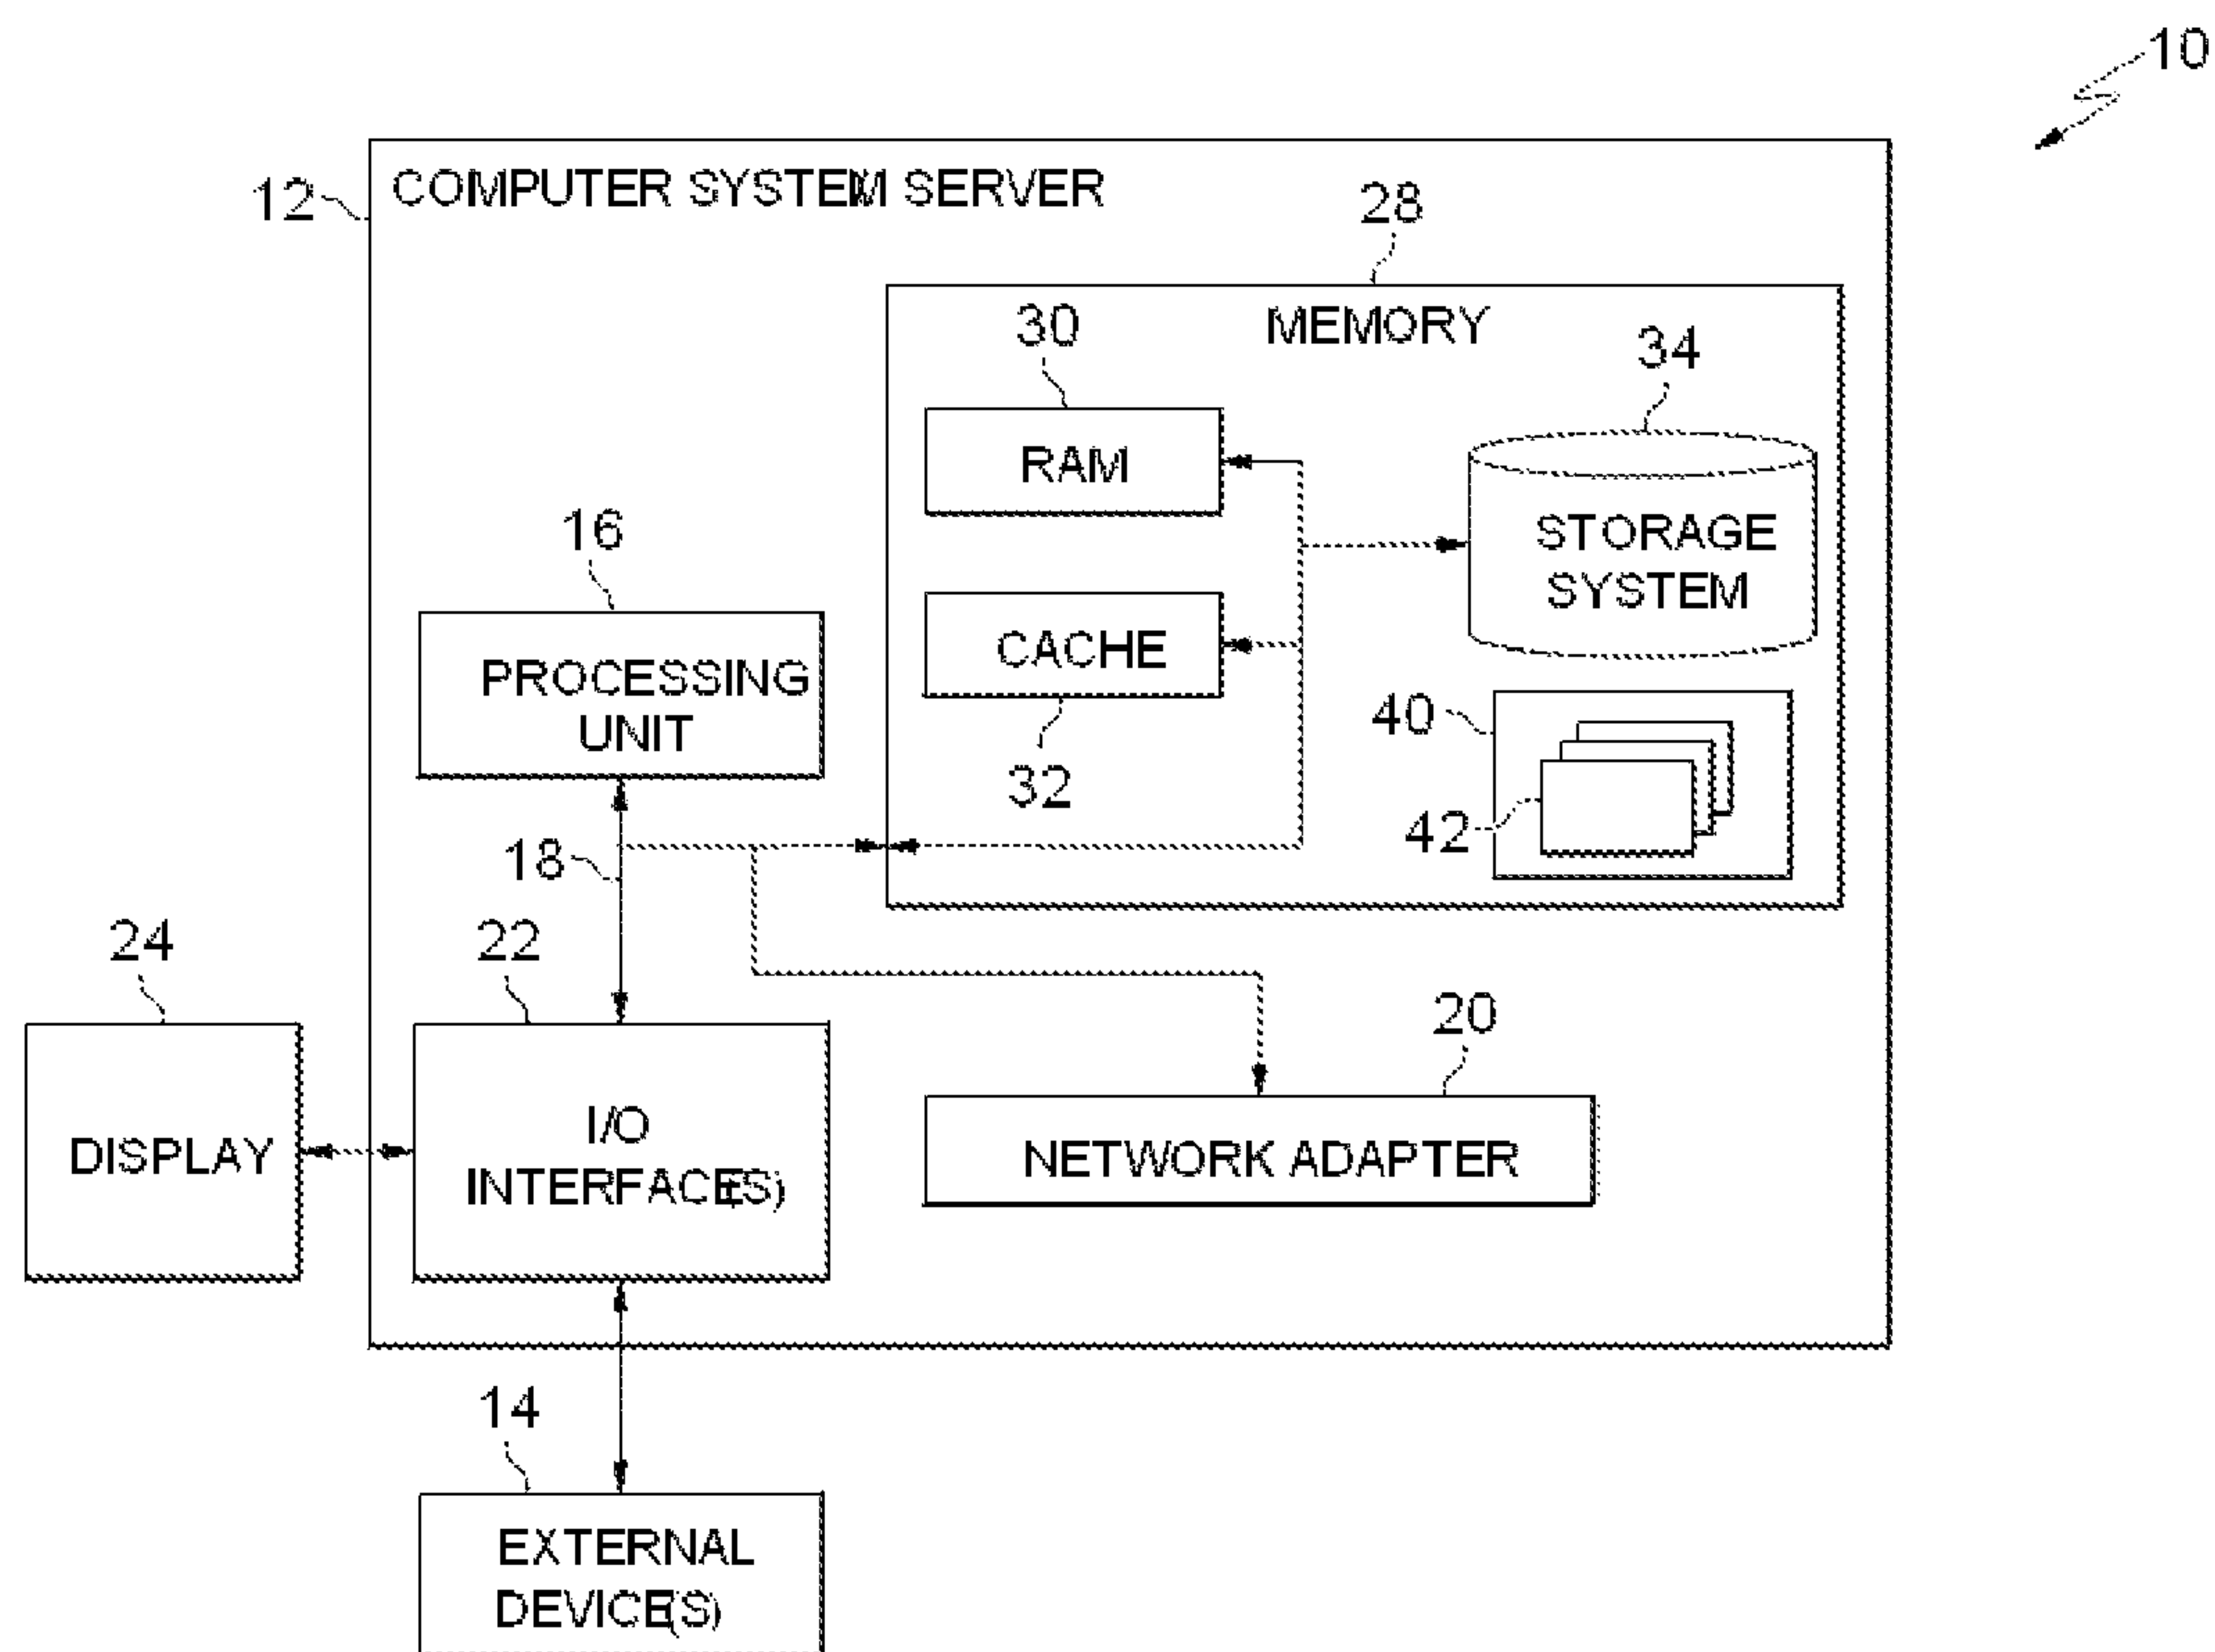 10
12
COMPUTER SYSTEM SERVER
28
MEMORY
30
34
RAM
STORAGE
SYSTEM
16
PROCESSING
UNIT
CACHE
32
40
42
18
24
22
20
DISPLAY
I/O
INTERFACE(S)
NETWORK ADAPTER
14
EXTERNAL
DEVICE(S)